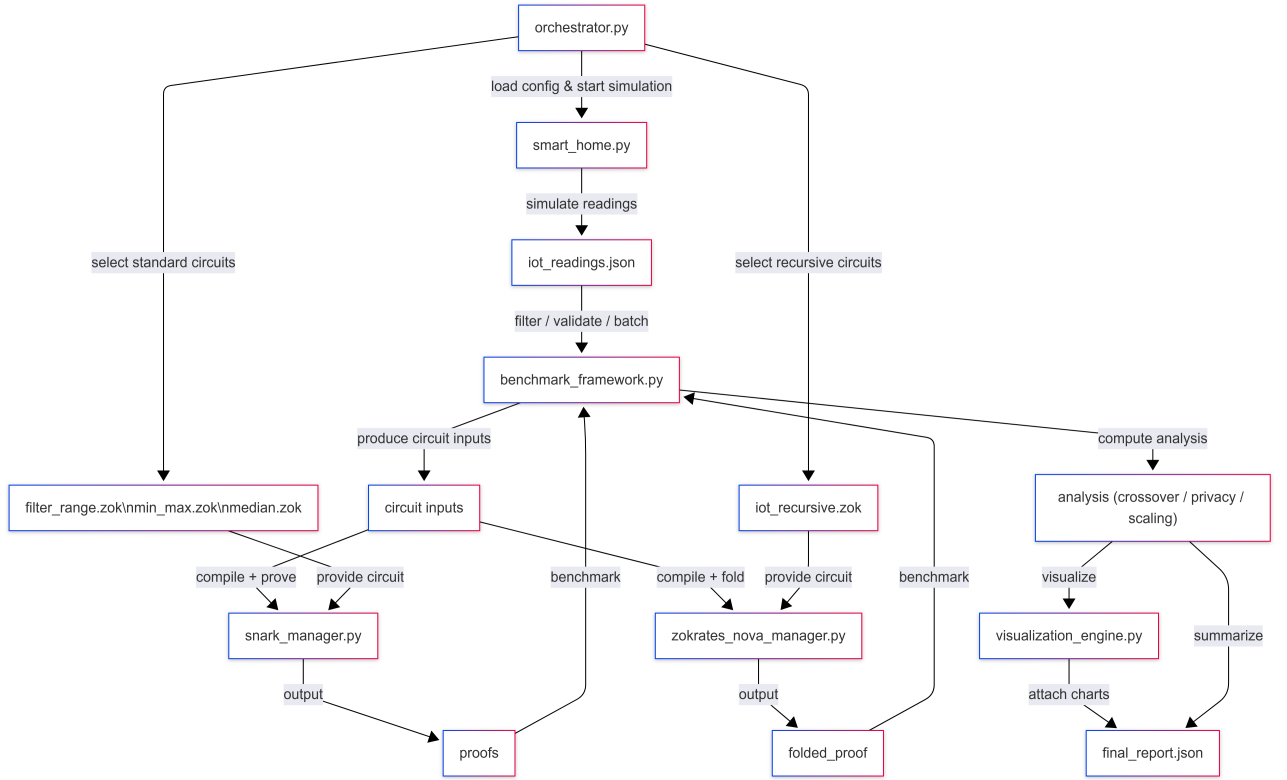 orchestrator.py
load config & start simulation
smart_home.py
simulate readings
select standard circuits
iot_readings.json
select recursive circuits
filter / validate / batch
benchmark_framework.py
produce circuit inputs
compute analysis
filter_range.zok\nmin_max.zok\nmedian.zok
circuit inputs
iot_recursive.zok
analysis (crossover / privacy /
scaling)
compile + prove
provide circuit
benchmark
compile + fold
provide circuit
benchmark
visualize
snark_manager.py
zokrates_nova_manager.py
visualization_engine.py
summarize
output
output
attach charts
proofs
folded_proof
final_report.json